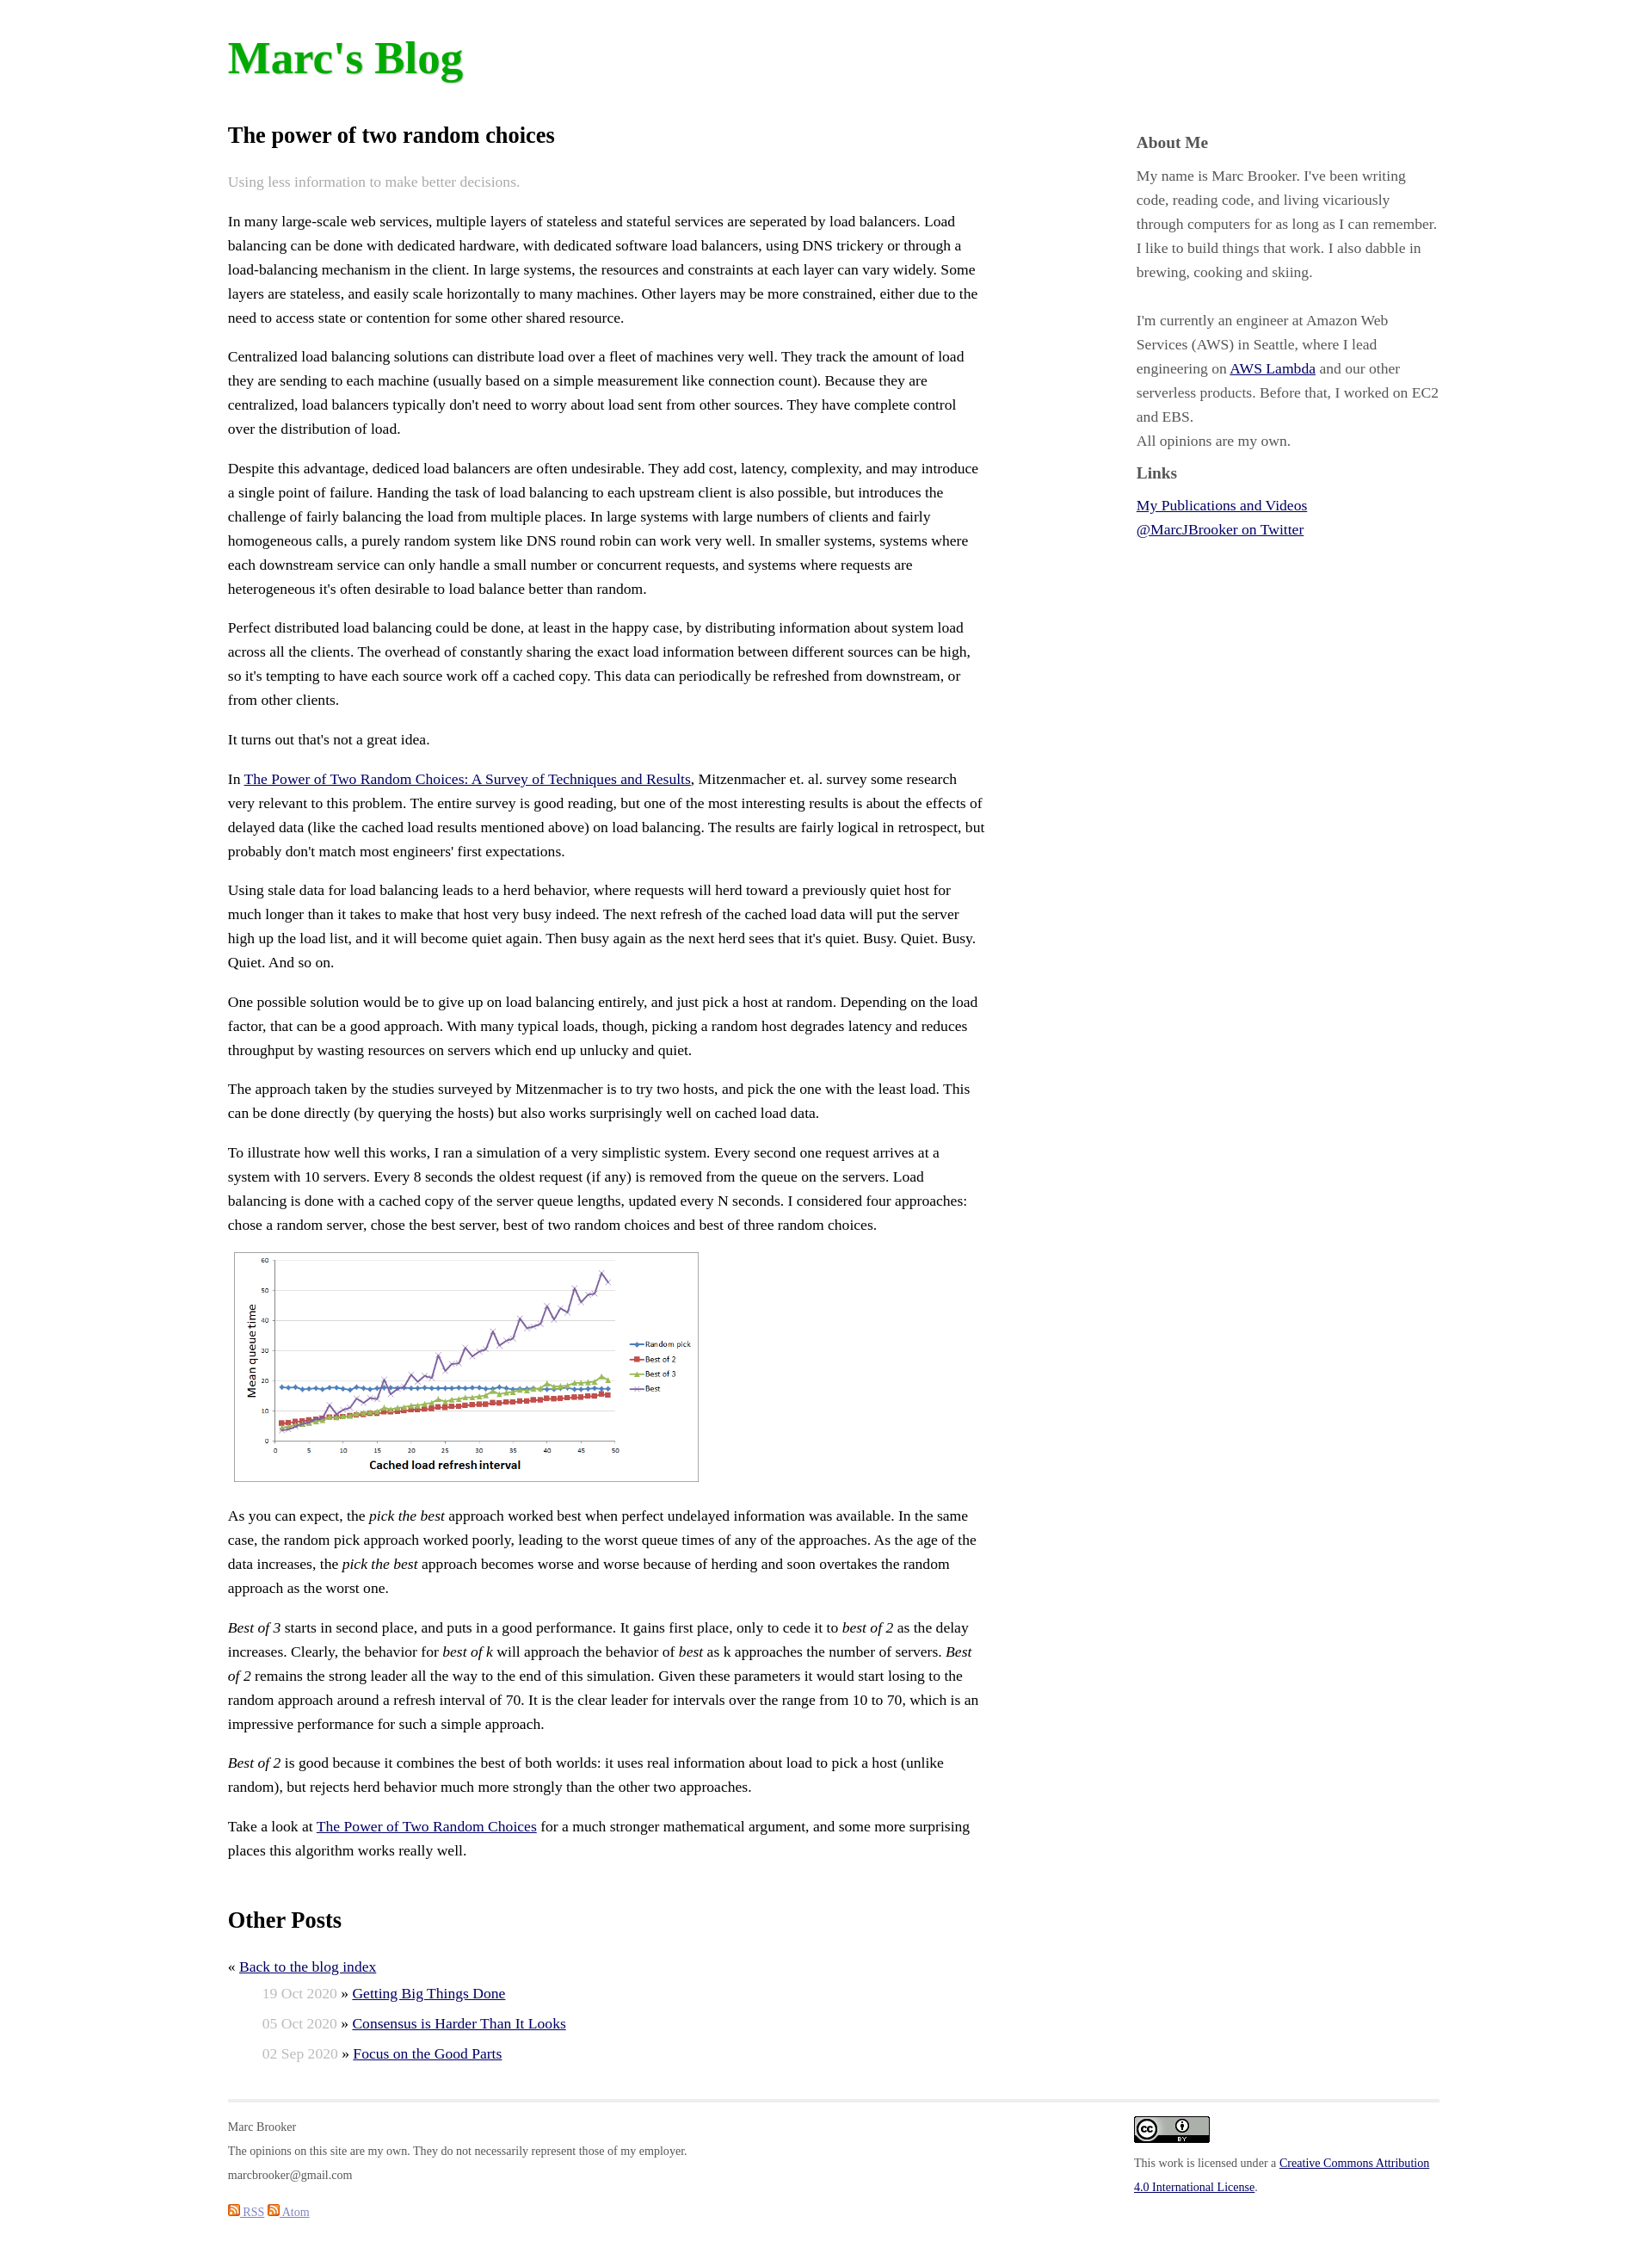 Marc's Blog
The power of two random choices
Using less information to make better decisions.
In many large-scale web services, multiple layers of stateless and stateful services are seperated by load balancers. Load
balancing can be done with dedicated hardware, with dedicated software load balancers, using DNS trickery or through a
load-balancing mechanism in the client. In large systems, the resources and constraints at each layer can vary widely. Some
layers are stateless, and easily scale horizontally to many machines. Other layers may be more constrained, either due to the
need to access state or contention for some other shared resource.
Centralized load balancing solutions can distribute load over a fleet of machines very well. They track the amount of load
they are sending to each machine (usually based on a simple measurement like connection count). Because they are
centralized, load balancers typically don't need to worry about load sent from other sources. They have complete control
over the distribution of load.
Despite this advantage, dediced load balancers are often undesirable. They add cost, latency, complexity, and may introduce
a single point of failure. Handing the task of load balancing to each upstream client is also possible, but introduces the
challenge of fairly balancing the load from multiple places. In large systems with large numbers of clients and fairly
homogeneous calls, a purely random system like DNS round robin can work very well. In smaller systems, systems where
each downstream service can only handle a small number or concurrent requests, and systems where requests are
heterogeneous it's often desirable to load balance better than random.
Perfect distributed load balancing could be done, at least in the happy case, by distributing information about system load
across all the clients. The overhead of constantly sharing the exact load information between different sources can be high,
so it's tempting to have each source work off a cached copy. This data can periodically be refreshed from downstream, or
from other clients.
It turns out that's not a great idea.
In The Power of Two Random Choices: A Survey of Techniques and Results, Mitzenmacher et. al. survey some research
very relevant to this problem. The entire survey is good reading, but one of the most interesting results is about the effects of
delayed data (like the cached load results mentioned above) on load balancing. The results are fairly logical in retrospect, but
probably don't match most engineers' first expectations.
Using stale data for load balancing leads to a herd behavior, where requests will herd toward a previously quiet host for
much longer than it takes to make that host very busy indeed. The next refresh of the cached load data will put the server
high up the load list, and it will become quiet again. Then busy again as the next herd sees that it's quiet. Busy. Quiet. Busy.
Quiet. And so on.
One possible solution would be to give up on load balancing entirely, and just pick a host at random. Depending on the load
factor, that can be a good approach. With many typical loads, though, picking a random host degrades latency and reduces
throughput by wasting resources on servers which end up unlucky and quiet.
The approach taken by the studies surveyed by Mitzenmacher is to try two hosts, and pick the one with the least load. This
can be done directly (by querying the hosts) but also works surprisingly well on cached load data.
To illustrate how well this works, I ran a simulation of a very simplistic system. Every second one request arrives at a
system with 10 servers. Every 8 seconds the oldest request (if any) is removed from the queue on the servers. Load
balancing is done with a cached copy of the server queue lengths, updated every N seconds. I considered four approaches:
chose a random server, chose the best server, best of two random choices and best of three random choices.
60
50
40
30
20
10
0
Mean queue time
0 5 10 15 20 25 30 35 40 45 50
Cached load refresh interval
Random pick
Best of 2
Best of 3
Best
As you can expect, the pick the best approach worked best when perfect undelayed information was available. In the same
case, the random pick approach worked poorly, leading to the worst queue times of any of the approaches. As the age of the
data increases, the pick the best approach becomes worse and worse because of herding and soon overtakes the random
approach as the worst one.
Best of 3 starts in second place, and puts in a good performance. It gains first place, only to cede it to best of 2 as the delay
increases. Clearly, the behavior for best of k will approach the behavior of best as k approaches the number of servers. Best
of 2 remains the strong leader all the way to the end of this simulation. Given these parameters it would start losing to the
random approach around a refresh interval of 70. It is the clear leader for intervals over the range from 10 to 70, which is an
impressive performance for such a simple approach.
Best of 2 is good because it combines the best of both worlds: it uses real information about load to pick a host (unlike
random), but rejects herd behavior much more strongly than the other two approaches.
Take a look at The Power of Two Random Choices for a much stronger mathematical argument, and some more surprising
places this algorithm works really well.
Other Posts
« Back to the blog index
19 Oct 2020 » Getting Big Things Done
05 Oct 2020 » Consensus is Harder Than It Looks
02 Sep 2020 » Focus on the Good Parts
About Me
My name is Marc Brooker. I've been writing
code, reading code, and living vicariously
through computers for as long as I can remember.
I like to build things that work. I also dabble in
brewing, cooking and skiing.
I'm currently an engineer at Amazon Web
Services (AWS) in Seattle, where I lead
engineering on AWS Lambda and our other
serverless products. Before that, I worked on EC2
and EBS.
All opinions are my own.
Links
My Publications and Videos
@MarcJBrooker on Twitter
Marc Brooker
The opinions on this site are my own. They do not necessarily represent those of my employer.
marcbrooker@gmail.com
RSS Atom
cc BY
This work is licensed under a Creative Commons Attribution
4.0 International License.